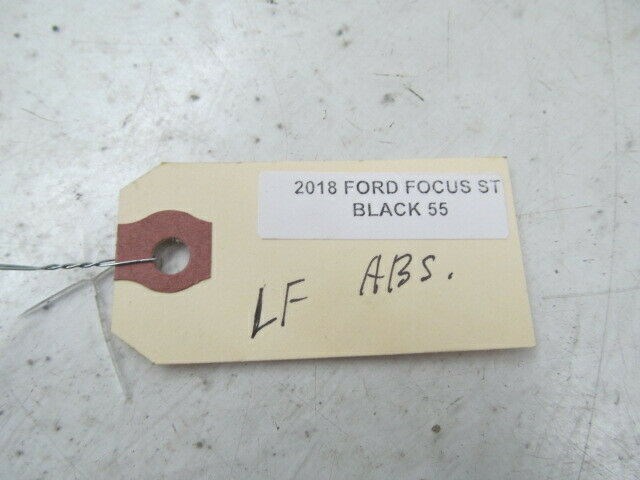 2018 FORD FOCUS ST
BLACK 55
LF ABS.